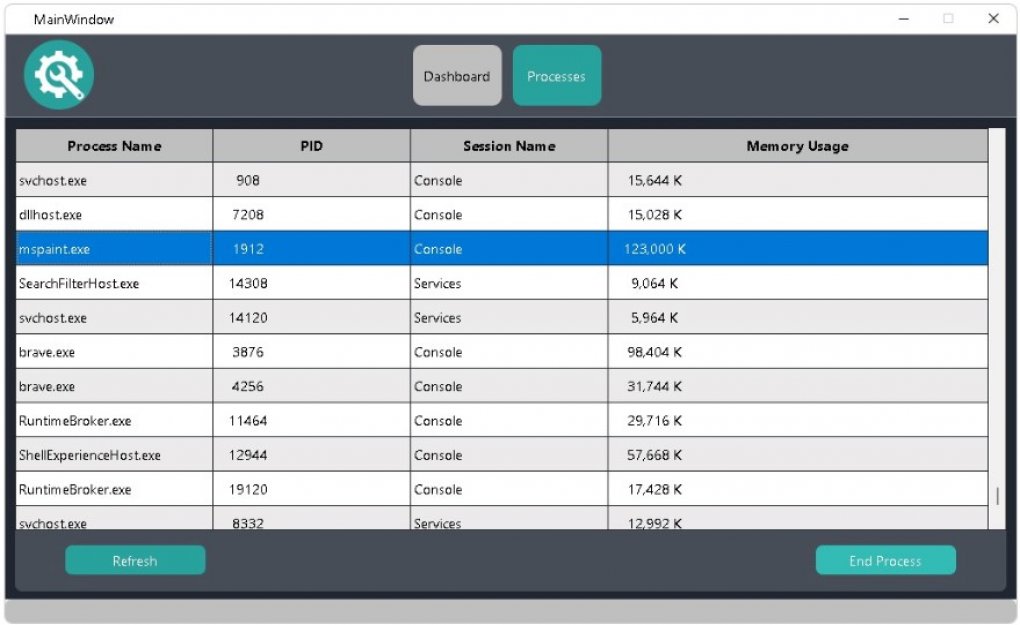 MainWindow
Dashboard Processes
Process Name PID Session Name Memory Usage
svchost.exe 908 Console 15,644 K
dllhost.exe 7208 Console 15,028 K
mspaint.exe 1912 Console 123,000 K
SearchFilterHost.exe 14308 Services 9,064 K
svchost.exe 14120 Services 5,964 K
brave.exe 3876 Console 98,404 K
brave.exe 4256 Console 31,744 K
RuntimeBroker.exe 11464 Console 29,716 K
ShellExperienceHost.exe 12944 Console 57,668 K
RuntimeBroker.exe 19120 Console 17,428 K
svchost.exe 8332 Services 12,992 K
Refresh End Process